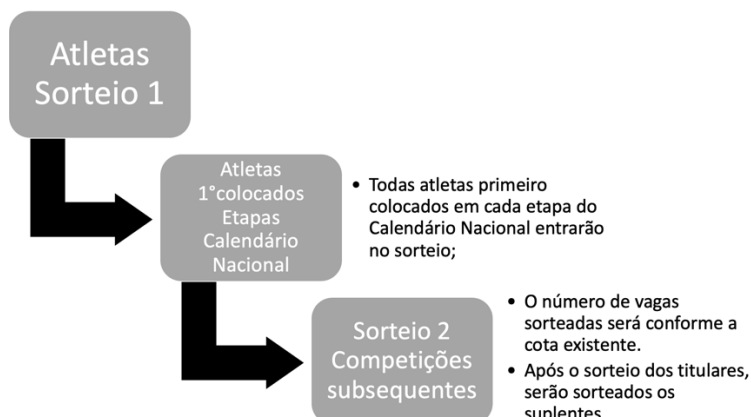 Atletas
Sorteio 1
Atletas
1°colocados
Etapas
Calendário
Nacional
• Todas atletas primeiro
colocados em cada etapa do
Calendário Nacional entrarão
no sorteio;
Sorteio 2
Competições
subsequentes
• O número de vagas
sorteadas será conforme a
cota existente.
• Após o sorteio dos titulares,
serão sorteados os
suplentes